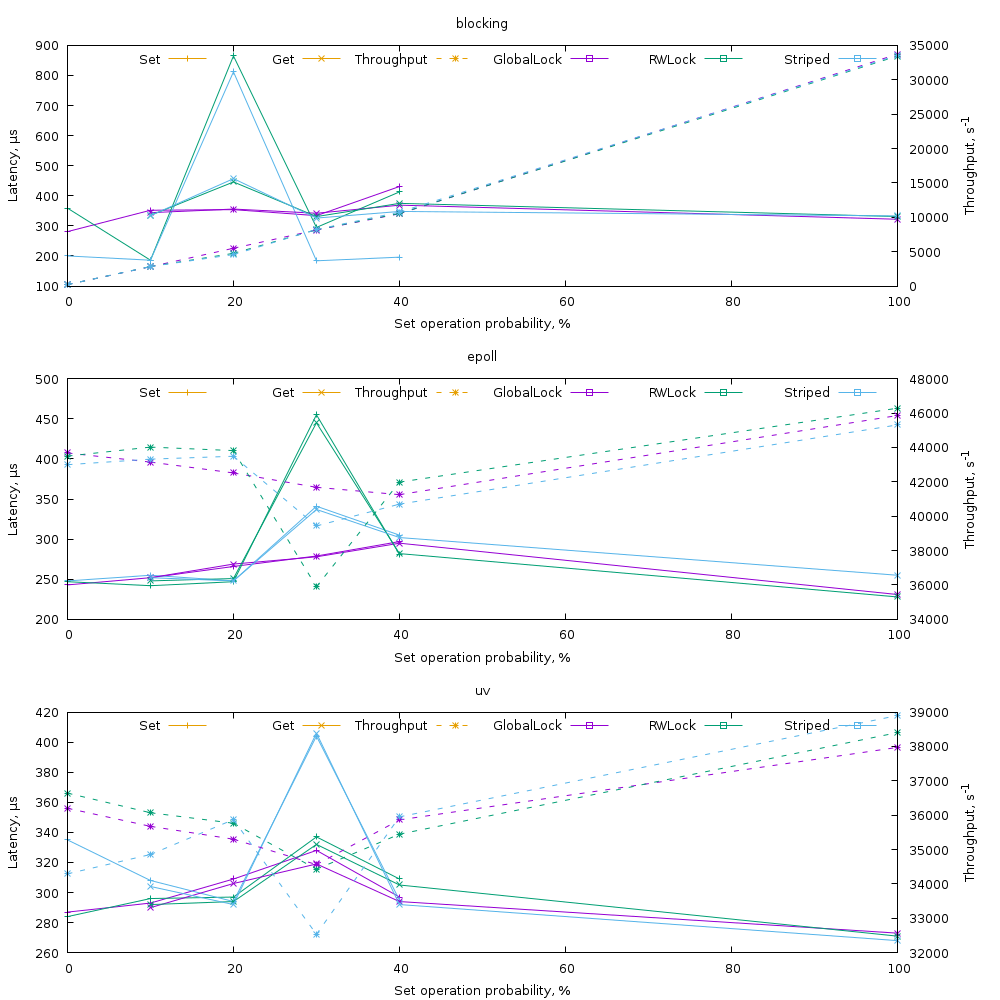 blocking
Set Get Throughput GlobalLock RWLock Striped
900 35000
800 30000
700 25000
600 20000
500 15000
400 10000
300 5000
200 0
100
Latency, µs
Throughput, s⁻¹
0 20 40 60 80 100
Set operation probability, %
epoll
Set Get Throughput GlobalLock RWLock Striped
500 48000
450 46000
400 44000
350 42000
300 40000
250 38000
200 36000
34000
Latency, µs
Throughput, s⁻¹
0 20 40 60 80 100
Set operation probability, %
uv
Set Get Throughput GlobalLock RWLock Striped
420 39000
400 38000
380 37000
360 36000
340 35000
320 34000
300 33000
280 32000
260
Latency, µs
Throughput, s⁻¹
0 20 40 60 80 100
Set operation probability, %